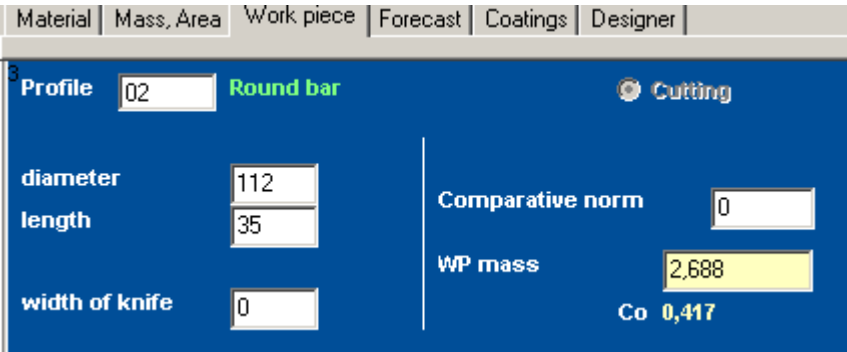 Material Mass, Area Work piece Forecast Coatings Designer
3
Profile 02 Round bar Cutting
diameter 112
length 35
Comparative norm 0
WP mass 2,688
width of knife 0
Co 0,417